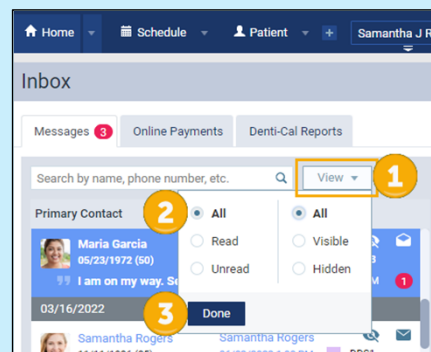 Home Schedule Patient + Samantha J R
Inbox
Messages 3 Online Payments Denti-Cal Reports
Search by name, phone number, etc. View 1
Primary Contact 2 All All
Maria Garcia Read Visible
05/23/1972 (50) 3
Unread Hidden
I am on my way. Se M 1
03/16/2022 3 Done
Samantha Rogers Samantha Rogers